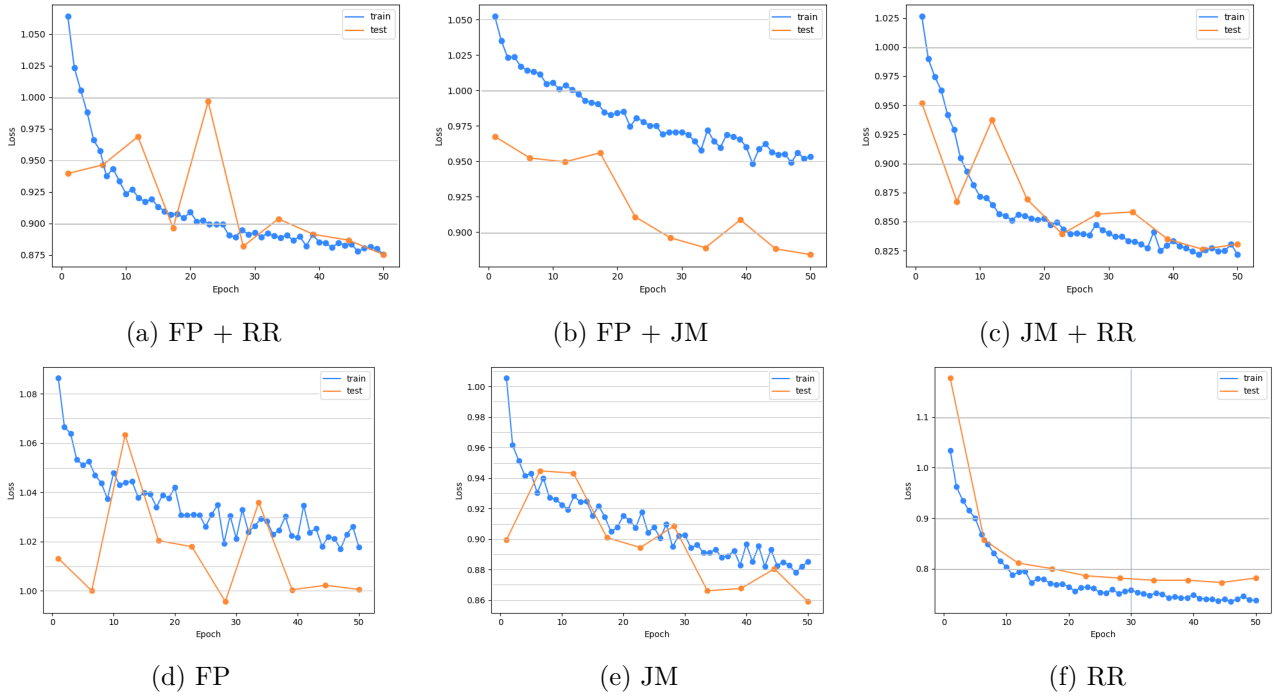 1.050
1.025
1.000
0.975
0.950
0.925
0.900
0.875
Loss
0 10 20 30 40 50
Epoch
train
test
(a) FP + RR
1.050
1.025
1.000
0.975
0.950
0.925
0.900
Loss
0 10 20 30 40 50
Epoch
train
test
(b) FP + JM
1.025
1.000
0.975
0.950
0.925
0.900
0.875
0.850
0.825
Loss
0 10 20 30 40 50
Epoch
train
test
(c) JM + RR
1.08
1.06
1.04
1.02
1.00
Loss
0 10 20 30 40 50
Epoch
train
test
(d) FP
1.00
0.98
0.96
0.94
0.92
0.90
0.88
0.86
Loss
0 10 20 30 40 50
Epoch
train
test
(e) JM
1.1
1.0
0.9
0.8
Loss
0 10 20 30 40 50
Epoch
train
test
(f) RR